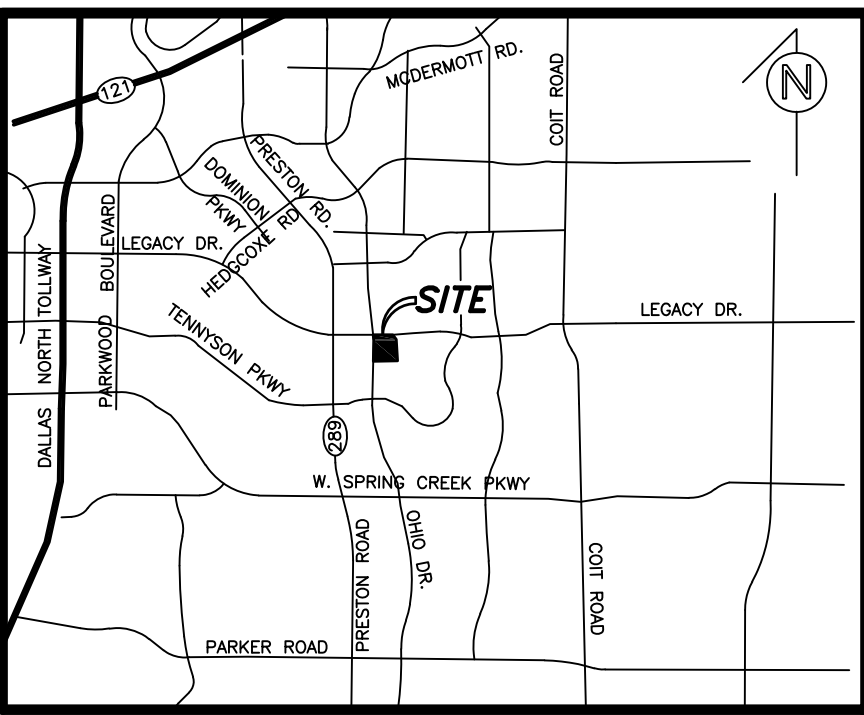 MCDERMOTT RD.
121
N
COIT ROAD
PRESTON RD.
DOMINION
PKWY
HEDGCOXE RD
PARKWOOD BOULEVARD
LEGACY DR.
DALLAS NORTH TOLLWAY
SITE
LEGACY DR.
TENNYSON PKWY
289
W. SPRING CREEK PKWY
OHIO DR.
PRESTON ROAD
COIT ROAD
PARKER ROAD